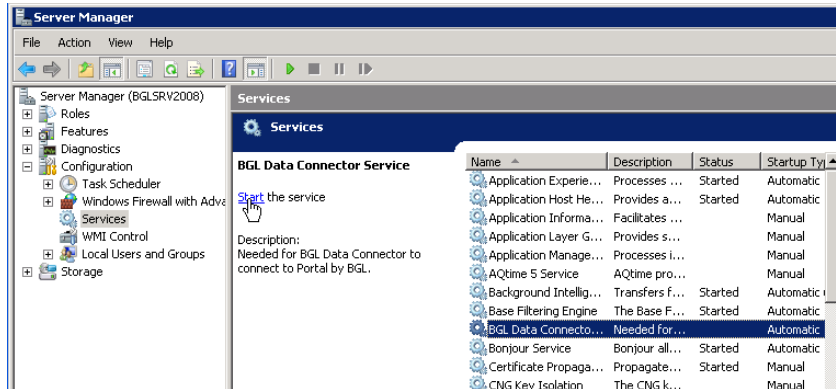 Server Manager
File Action View Help
Server Manager (BGLSRV2008)
Roles
Features
Diagnostics
Configuration
Task Scheduler
Windows Firewall with Adva
Services
WMI Control
Local Users and Groups
Storage
Services
Services
BGL Data Connector Service
Start the service
Description:
Needed for BGL Data Connector to
connect to Portal by BGL.
Name Description Status Startup Ty
Application Experie... Processes ... Started Automatic
Application Host He... Provides a... Started Automatic
Application Informa... Facilitates ... Manual
Application Layer G... Provides s... Manual
Application Manage... Processes i... Manual
AQtime 5 Service AQtime pro... Manual
Background Intellig... Transfers f... Started Automatic (
Base Filtering Engine The Base F... Started Automatic
BGL Data Connecto... Needed for... Automatic
Bonjour Service Bonjour all... Started Automatic
Certificate Propaga... Propagate... Started Manual
CNG Key Isolation The CNG k... Manual